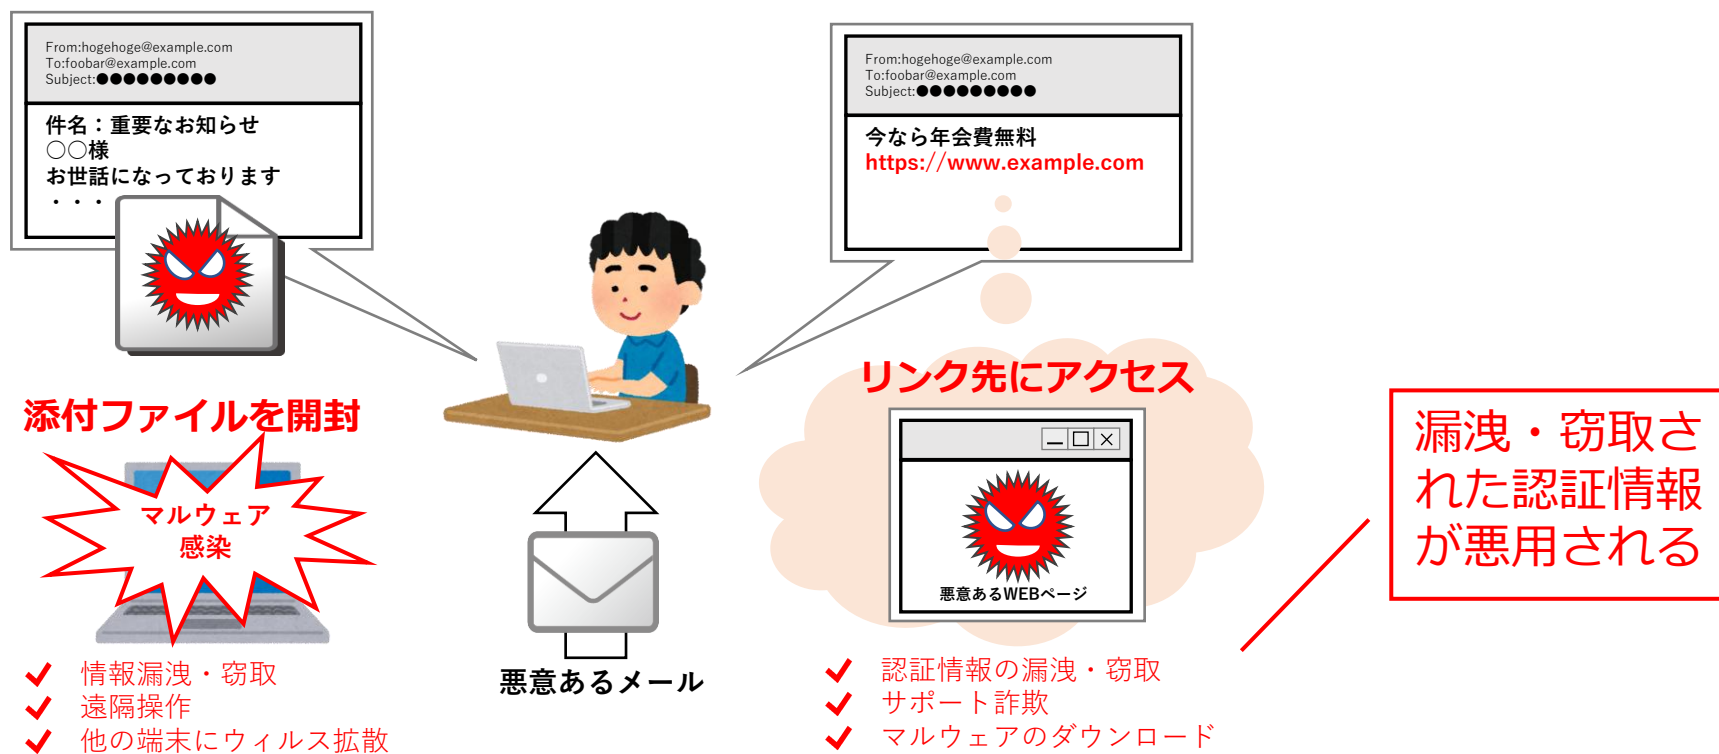 From:hogehoge@example.com
To:foobar@example.com
Subject:●●●●●●●●●
件名：重要なお知らせ
○○様
お世話になっております
・・・
添付ファイルを開封
マルウェア
感染
情報漏洩・窃取
遠隔操作
他の端末にウィルス拡散
悪意あるメール
From:hogehoge@example.com
To:foobar@example.com
Subject:●●●●●●●●●
今なら年会費無料
https://www.example.com
リンク先にアクセス
悪意あるWEBページ
認証情報の漏洩・窃取
サポート詐欺
マルウェアのダウンロード
漏洩・窃取さ
れた認証情報
が悪用される